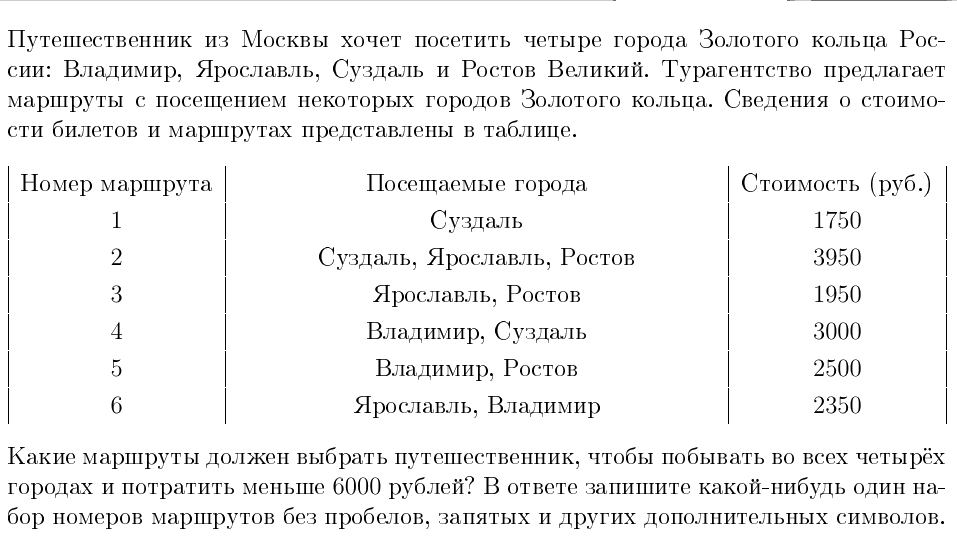 Путешественник из Москвы хочет посетить четыре города Золотого кольца Рос-
сии: Владимир, Ярославль, Суздаль и Ростов Великий. Турагентство предлагает
маршруты с посещением некоторых городов Золотого кольца. Сведения о стоимо-
сти билетов и маршрутах представлены в таблице.
Номер маршрута Посещаемые города Стоимость (руб.)
1 Суздаль 1750
2 Суздаль, Ярославль, Ростов 3950
3 Ярославль, Ростов 1950
4 Владимир, Суздаль 3000
5 Владимир, Ростов 2500
6 Ярославль, Владимир 2350
Какие маршруты должен выбрать путешественник, чтобы побывать во всех четырёх
городах и потратить меньше 6000 рублей? В ответе запишите какой-нибудь один на-
бор номеров маршрутов без пробелов, запятых и других дополнительных символов.